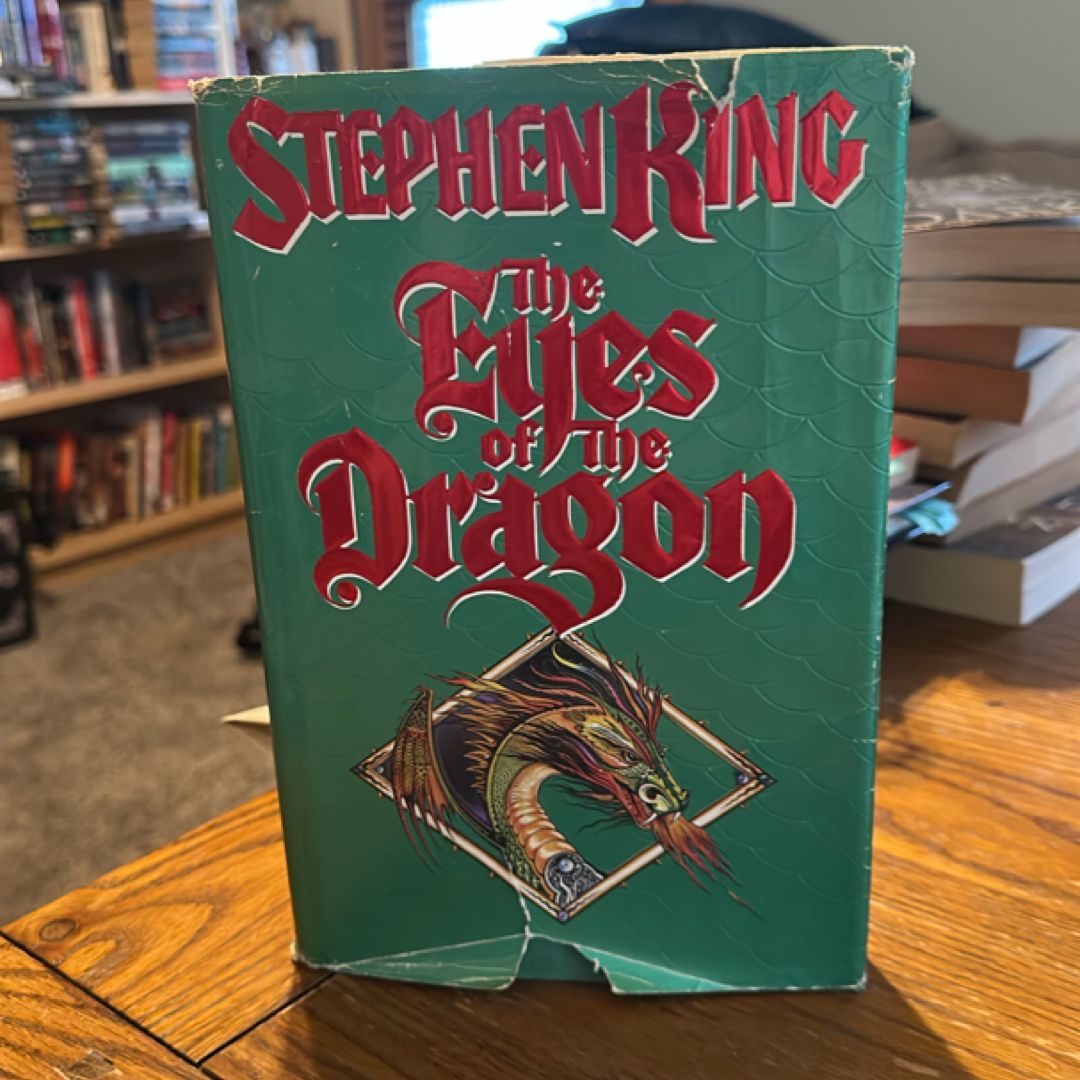 STEPHEN KING
The
Eyes
of The
Dragon